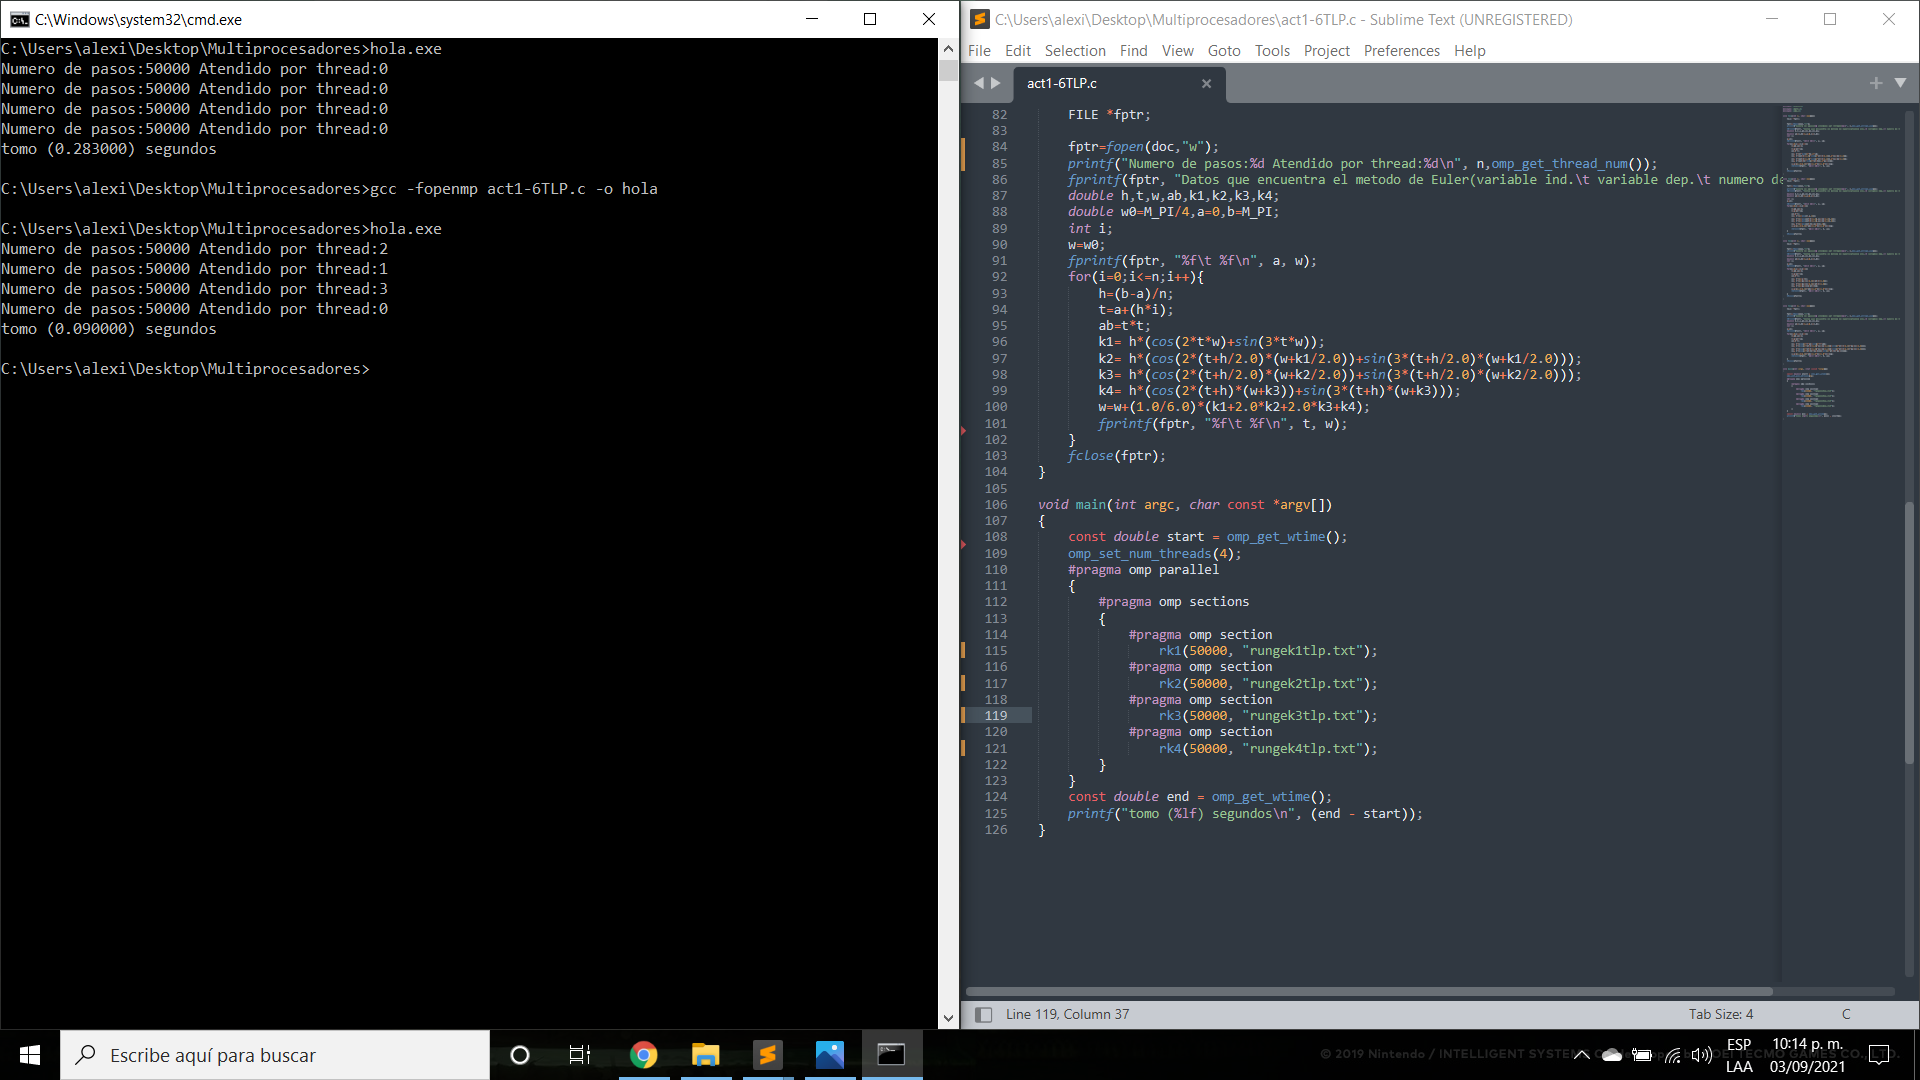 C:\Windows\system32\cmd.exe
C:\Users\alexi\Desktop\Multiprocesadores>hola.exe
Numero de pasos:50000 Atendido por thread:0
Numero de pasos:50000 Atendido por thread:0
Numero de pasos:50000 Atendido por thread:0
Numero de pasos:50000 Atendido por thread:0
tomo (0.283000) segundos
C:\Users\alexi\Desktop\Multiprocesadores>gcc -fopenmp act1-6TLP.c -o hola
C:\Users\alexi\Desktop\Multiprocesadores>hola.exe
Numero de pasos:50000 Atendido por thread:2
Numero de pasos:50000 Atendido por thread:1
Numero de pasos:50000 Atendido por thread:3
Numero de pasos:50000 Atendido por thread:0
tomo (0.090000) segundos
C:\Users\alexi\Desktop\Multiprocesadores>
C:\Users\alexi\Desktop\Multiprocesadores\act1-6TLP.c - Sublime Text (UNREGISTERED)
File Edit Selection Find View Goto Tools Project Preferences Help
act1-6TLP.c
82 FILE *fptr;
83
84 fptr=fopen(doc,"w");
85 printf("Numero de pasos:%d Atendido por thread:%d\n", n,omp_get_thread_num());
86 fprintf(fptr, "Datos que encuentra el metodo de Euler(variable ind.\t variable dep.\t numero de
87 double h,t,w,ab,k1,k2,k3,k4;
88 double w0=M_PI/4,a=0,b=M_PI;
89 int i;
90 w=w0;
91 fprintf(fptr, "%f\t %f\n", a, w);
92 for(i=0;i<=n;i++){
93 h=(b-a)/n;
94 t=a+(h*i);
95 ab=t*t;
96 k1= h*(cos(2*t*w)+sin(3*t*w));
97 k2= h*(cos(2*(t+h/2.0)*(w+k1/2.0))+sin(3*(t+h/2.0)*(w+k1/2.0)));
98 k3= h*(cos(2*(t+h/2.0)*(w+k2/2.0))+sin(3*(t+h/2.0)*(w+k2/2.0)));
99 k4= h*(cos(2*(t+h)*(w+k3))+sin(3*(t+h)*(w+k3)));
100 w=w+(1.0/6.0)*(k1+2.0*k2+2.0*k3+k4);
101 fprintf(fptr, "%f\t %f\n", t, w);
102 }
103 fclose(fptr);
104 }
105
106 void main(int argc, char const *argv[])
107 {
108 const double start = omp_get_wtime();
109 omp_set_num_threads(4);
110 #pragma omp parallel
111 {
112 #pragma omp sections
113 {
114 #pragma omp section
115 rk1(50000, "rungek1tlp.txt");
116 #pragma omp section
117 rk2(50000, "rungek2tlp.txt");
118 #pragma omp section
119 rk3(50000, "rungek3tlp.txt");
120 #pragma omp section
121 rk4(50000, "rungek4tlp.txt");
122 }
123 }
124 const double end = omp_get_wtime();
125 printf("tomo (%lf) segundos\n", (end - start));
126 }
Line 119, Column 37 Tab Size: 4 C
Escribe aquí para buscar
© 2019 Nintendo / INTELLIGENT SYSTEMS
TECMO GAMES CO., LTD.
ESP
LAA
10:14 p. m.
03/09/2021